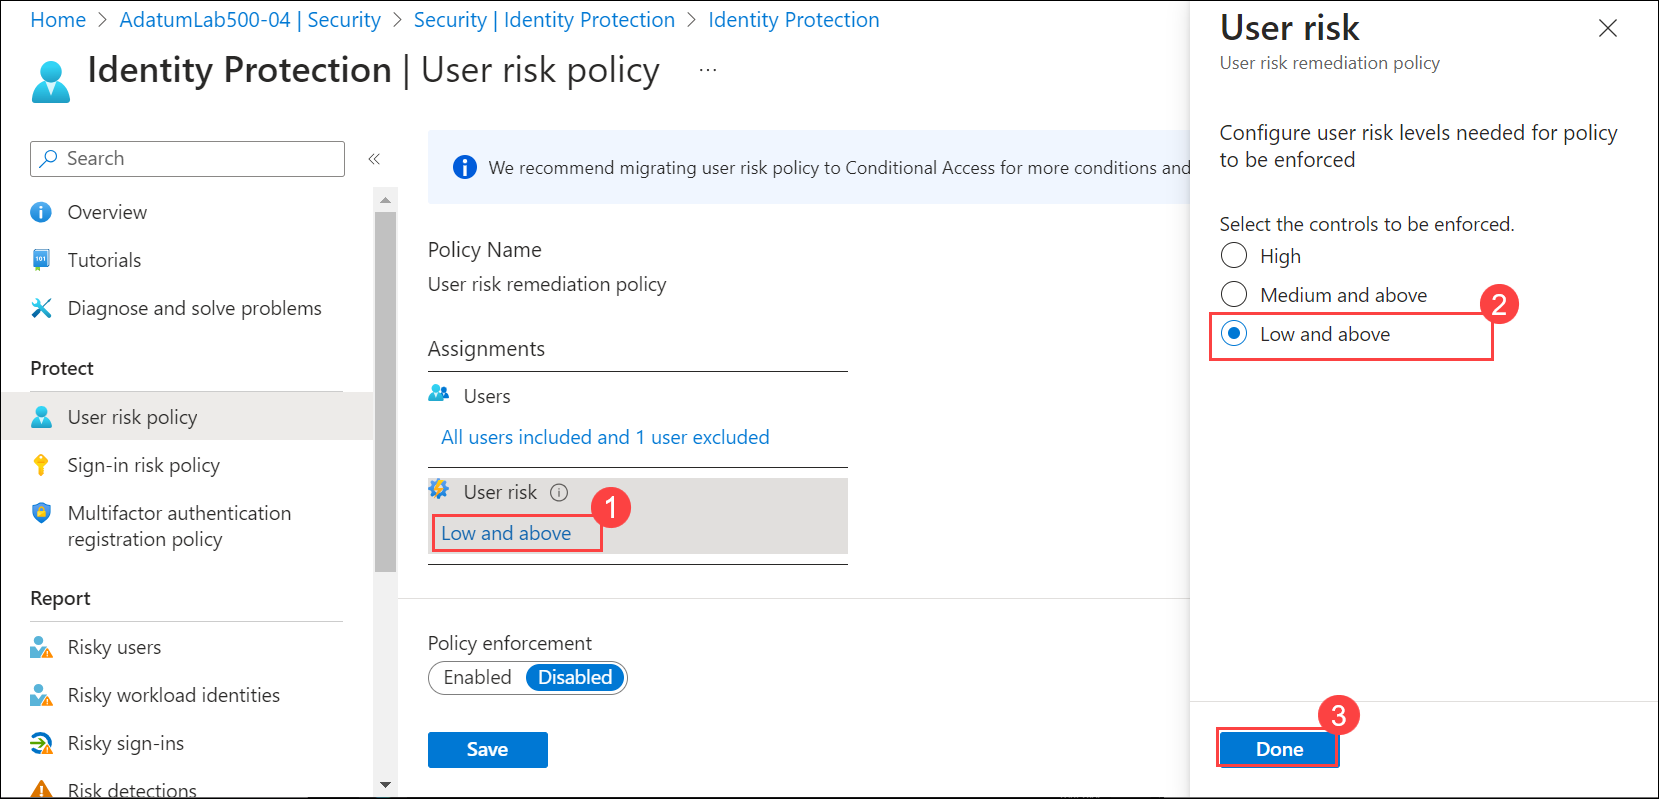 Home > AdatumLab500-04 | Security > Security | Identity Protection > Identity Protection
Identity Protection | User risk policy ...
Search «
Overview
Tutorials
Diagnose and solve problems
Protect
User risk policy
Sign-in risk policy
Multifactor authentication
registration policy
Report
Risky users
Risky workload identities
Risky sign-ins
Risk detections
We recommend migrating user risk policy to Conditional Access for more conditions and
Policy Name
User risk remediation policy
Assignments
Users
All users included and 1 user excluded
User risk
1
Low and above
Policy enforcement
Enabled Disabled
Save
User risk
User risk remediation policy
Configure user risk levels needed for policy
to be enforced
Select the controls to be enforced.
High
Medium and above
2
Low and above
3
Done